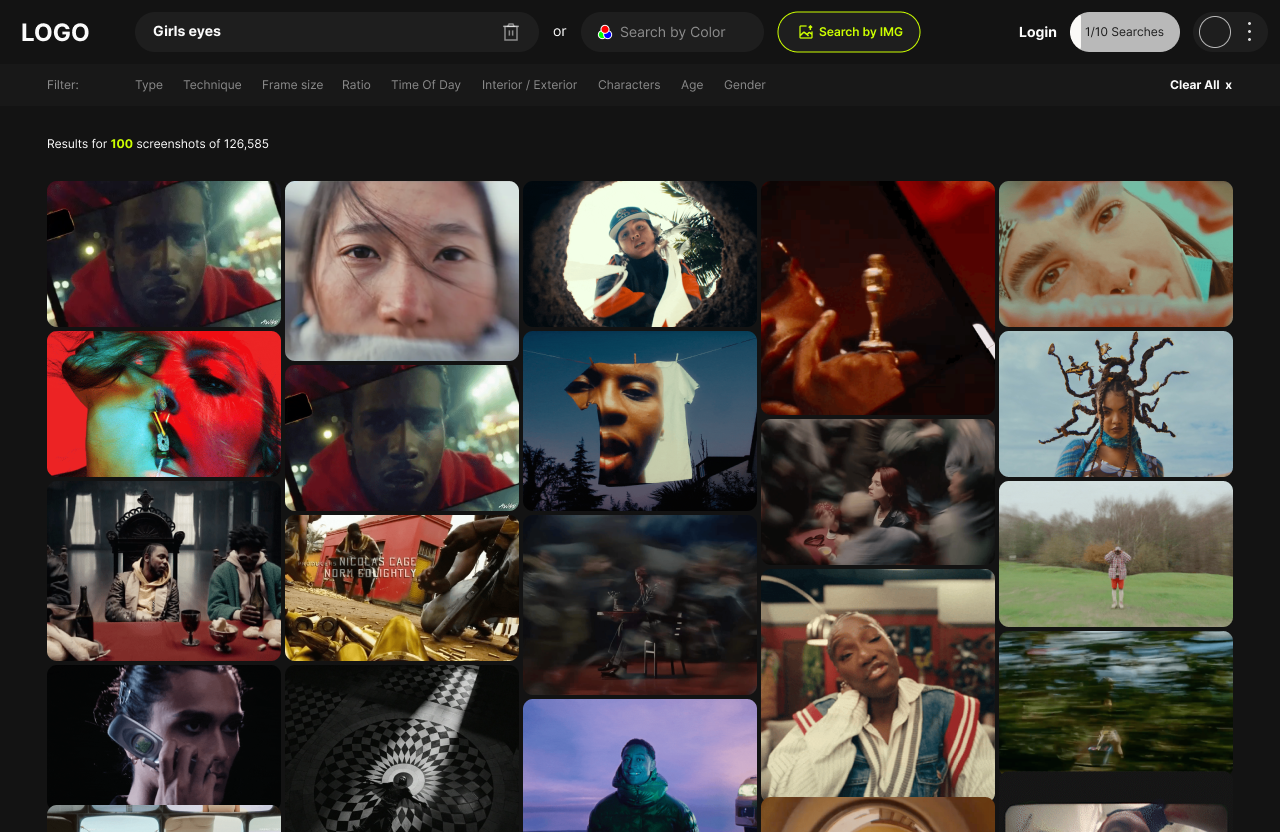 LOGO
Girls eyes
or
Search by Color
Search by IMG
Login
1/10 Searches
Filter:
Type
Technique
Frame size
Ratio
Time Of Day
Interior / Exterior
Characters
Age
Gender
Clear All x
Results for 100 screenshots of 126,585
NICOLAS CAGE
NORM GOLIGHTLY